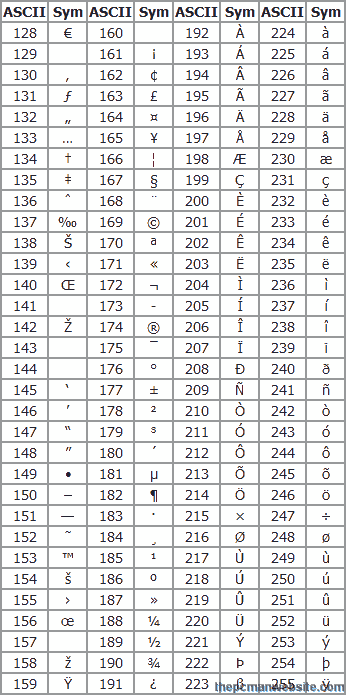 ASCII Sym ASCII Sym ASCII Sym ASCII Sym
128 € 160 192 À 224 à
129 161 ¡ 193 Á 225 á
130 ‚ 162 ¢ 194 Â 226 â
131 ƒ 163 £ 195 Ã 227 ã
132 „ 164 ¤ 196 Ä 228 ä
133 … 165 ¥ 197 Å 229 å
134 † 166 ¦ 198 Æ 230 æ
135 ‡ 167 § 199 Ç 231 ç
136 ˆ 168 ¨ 200 È 232 è
137 ‰ 169 © 201 É 233 é
138 Š 170 ª 202 Ê 234 ê
139 ‹ 171 « 203 Ë 235 ë
140 Œ 172 ¬ 204 Ì 236 ì
141 173 - 205 Í 237 í
142 Ž 174 ® 206 Î 238 î
143 175 ¯ 207 Ï 239 ï
144 176 ° 208 Ð 240 ð
145 ‘ 177 ± 209 Ñ 241 ñ
146 ’ 178 ² 210 Ò 242 ò
147 “ 179 ³ 211 Ó 243 ó
148 ” 180 ´ 212 Ô 244 ô
149 • 181 µ 213 Õ 245 õ
150 – 182 ¶ 214 Ö 246 ö
151 — 183 · 215 × 247 ÷
152 ˜ 184 ¸ 216 Ø 248 ø
153 ™ 185 ¹ 217 Ù 249 ù
154 š 186 º 218 Ú 250 ú
155 › 187 » 219 Û 251 û
156 œ 188 ¼ 220 Ü 252 ü
157 189 ½ 221 Ý 253 ý
158 ž 190 ¾ 222 Þ 254 þ
159 Ÿ 191 ¿ 223 ß 255 ÿ
thepcmanwebsite.com